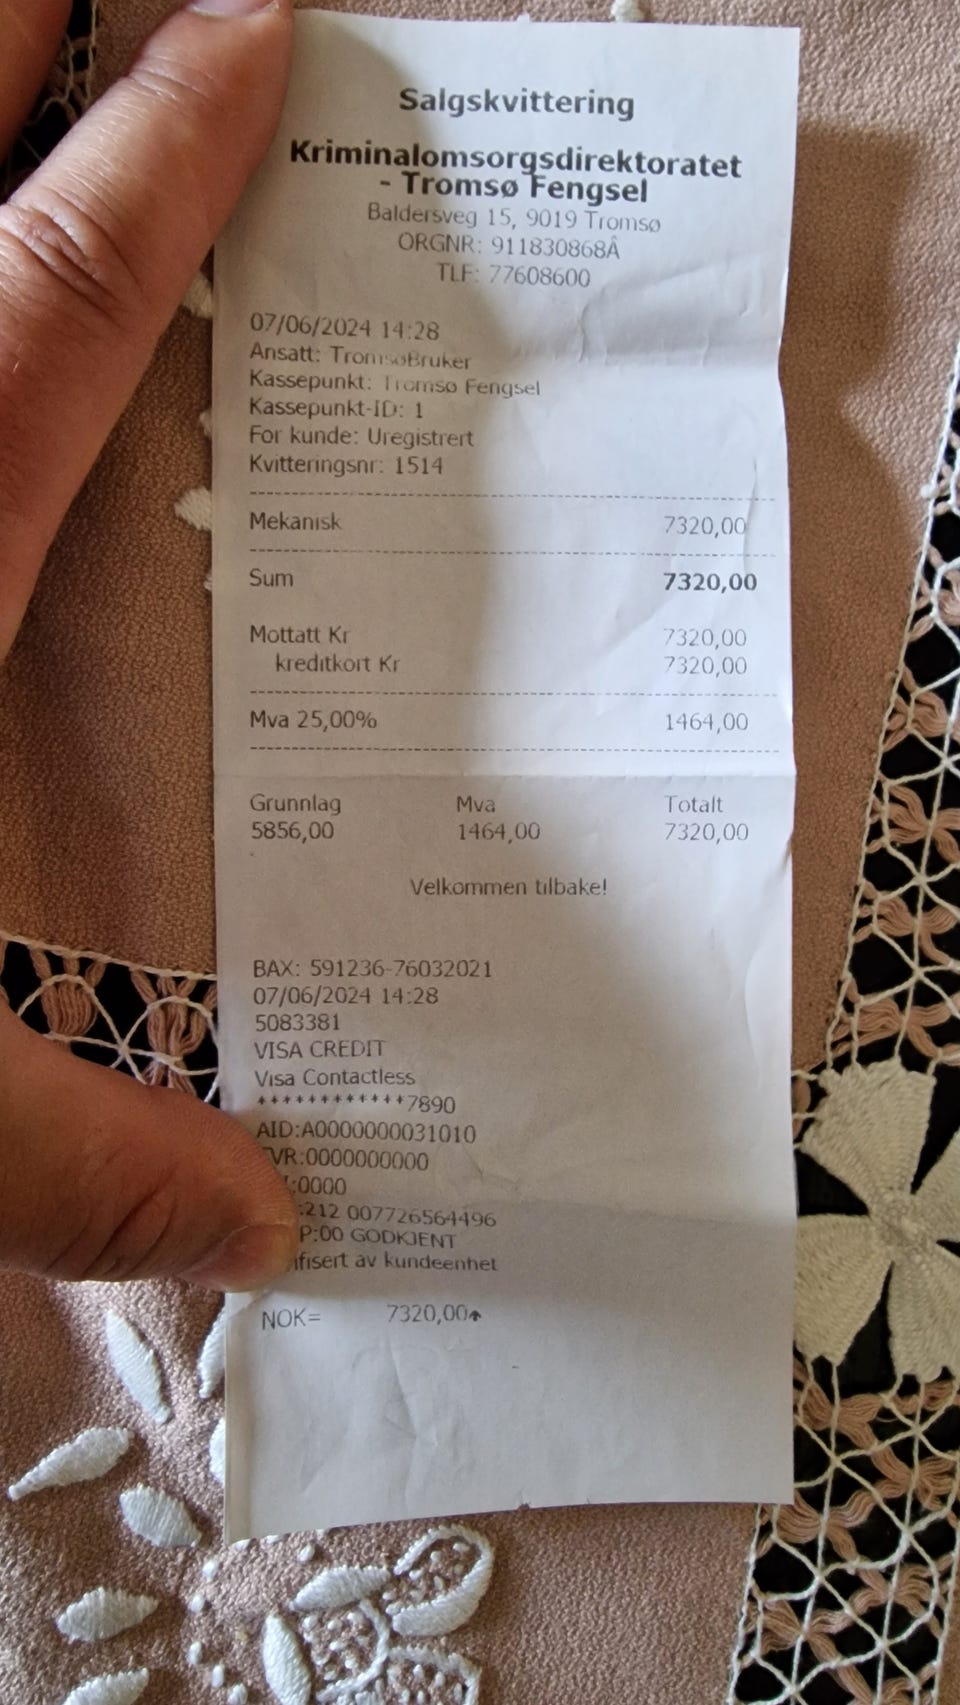 Salgskvittering
Kriminalomsorgsdirektoratet
- Tromsø Fengsel
Baldersveg 15, 9019 Tromsø
ORGNR: 911830868Â
TLF: 77608600
07/06/2024 14:28
Ansatt: TromsøBruker
Kassepunkt: Tromsø Fengsel
Kassepunkt-ID: 1
For kunde: Uregistrert
Kvitteringsnr: 1514
Mekanisk 7320,00
Sum 7320,00
Mottatt Kr 7320,00
kreditkort Kr 7320,00
Mva 25,00% 1464,00
Grunnlag Mva Totalt
5856,00 1464,00 7320,00
Velkommen tilbake!
BAX: 591236-76032021
07/06/2024 14:28
5083381
VISA CREDIT
Visa Contactless
************7890
AID:A0000000031010
VR:0000000000
:0000
:212 007726564496
P:00 GODKJENT
ifisert av kundeenhet
NOK= 7320,00